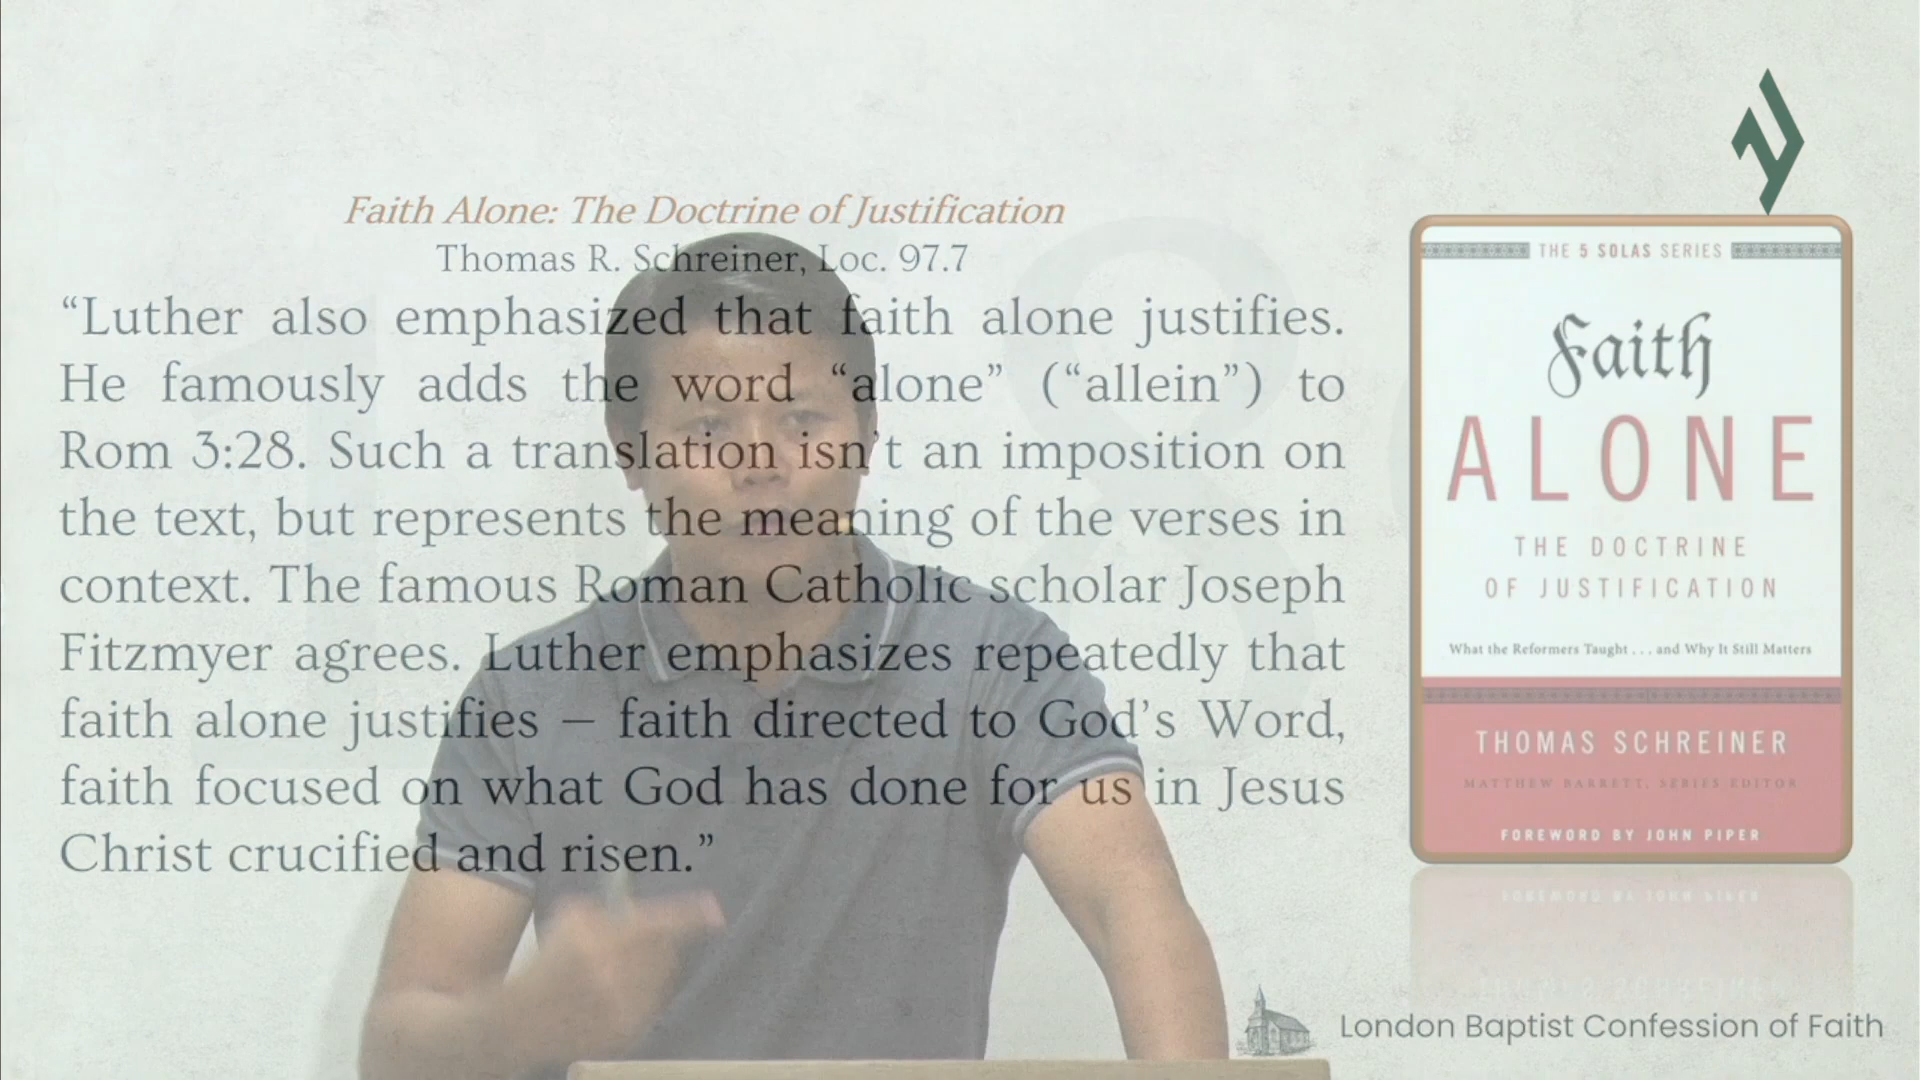 Faith Alone: The Doctrine of Justification
Thomas R. Schreiner, Loc. 97.7
“Luther also emphasized that faith alone justifies.
He famously adds the word “alone” (“allein”) to
Rom 3:28. Such a translation isn’t an imposition on
the text, but represents the meaning of the verses in
context. The famous Roman Catholic scholar Joseph
Fitzmyer agrees. Luther emphasizes repeatedly that
faith alone justifies – faith directed to God’s Word,
faith focused on what God has done for us in Jesus
Christ crucified and risen.”
THE 5 SOLAS SERIES
Faith
ALONE
THE DOCTRINE
OF JUSTIFICATION
What the Reformers Taught . . . and Why It Still Matters
THOMAS SCHREINER
MATTHEW BARRETT, SERIES EDITOR
FOREWORD BY JOHN PIPER
London Baptist Confession of Faith